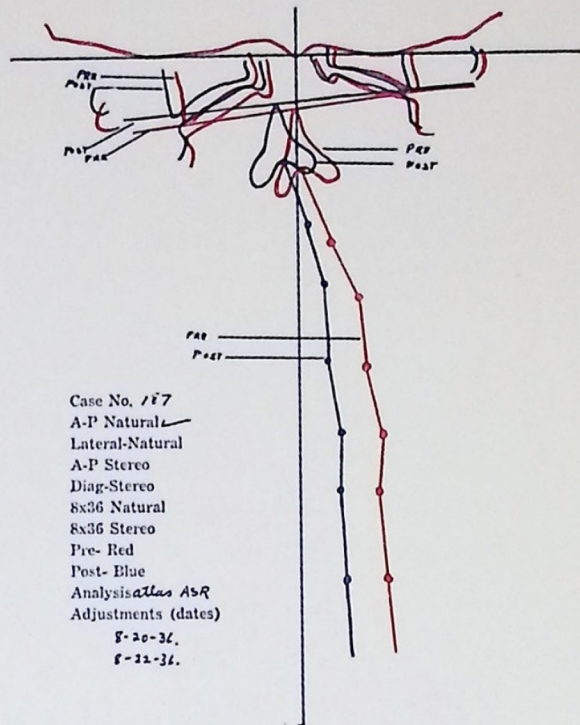 PRE
POST
POST
PRE
PRE
POST
PRE
POST
Case No. 187
A-P Natural
Lateral-Natural
A-P Stereo
Diag-Stereo
8x36 Natural
8x36 Stereo
Pre- Red
Post- Blue
Analysis atlas ASR
Adjustments (dates)
8-20-36.
8-22-36.